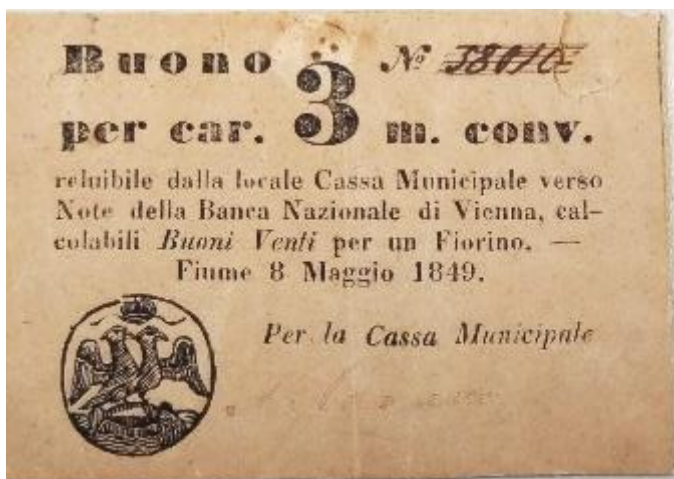 Buono 3 № 38010
per car. m. conv.
reluibile dalla locale Cassa Municipale verso
Note della Banca Nazionale di Vienna, cal–
colabili Buoni Venti per un Fiorino. —
Fiume 8 Maggio 1849.
Per la Cassa Municipale